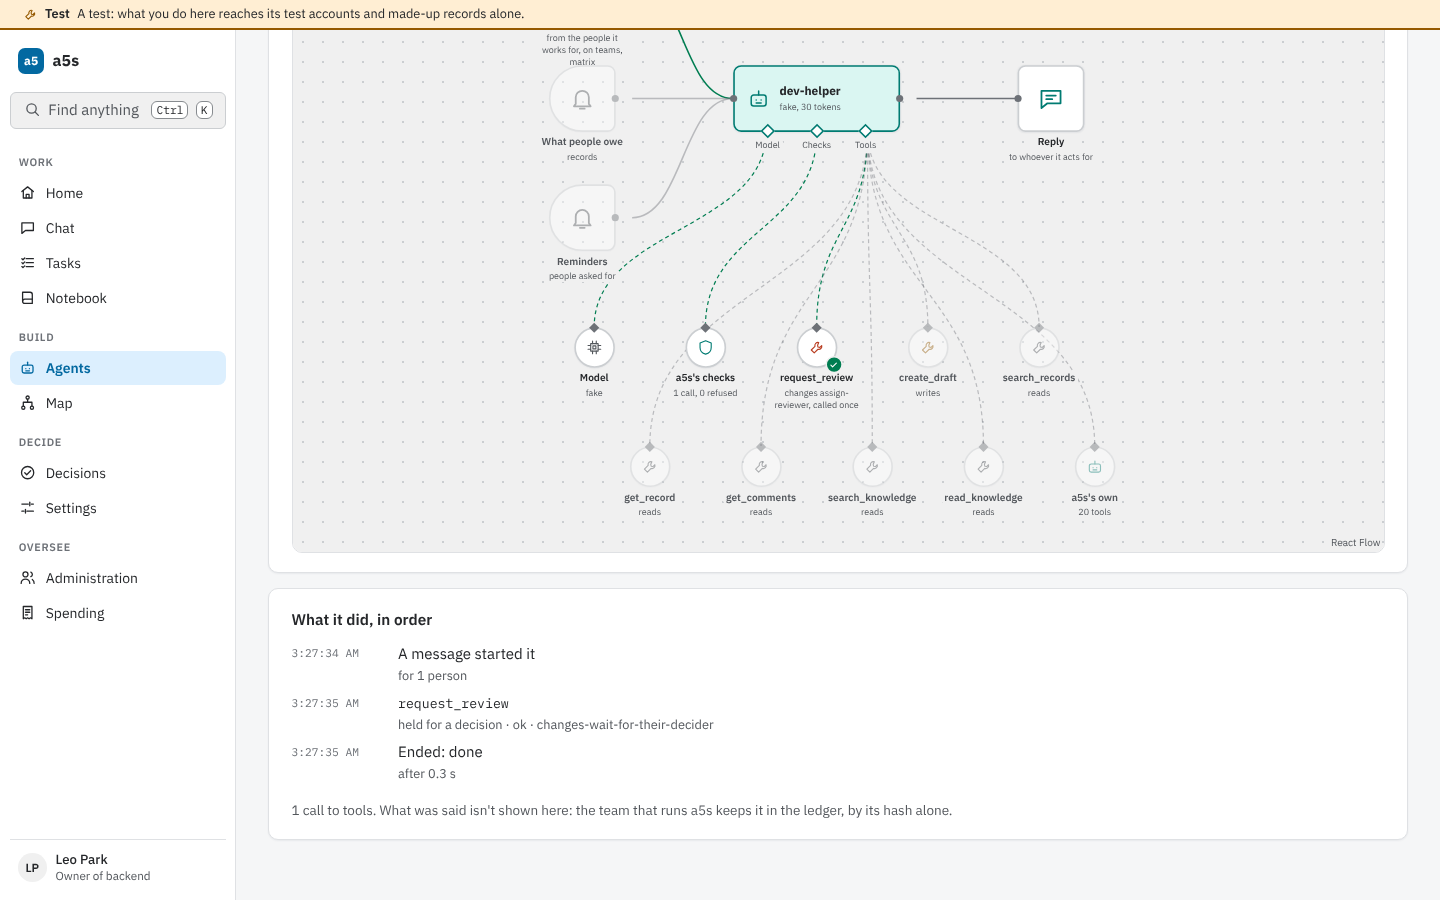 Test A test: what you do here reaches its test accounts and made-up records alone.
a5 a5s
Find anything Ctrl K
WORK
Home
Chat
Tasks
Notebook
BUILD
Agents
Map
DECIDE
Decisions
Settings
OVERSEE
Administration
Spending
LP
Leo Park
Owner of backend
from the people it
works for, on teams,
matrix
What people owe
records
Reminders
people asked for
dev-helper
fake, 30 tokens
Model
Checks
Tools
Reply
to whoever it acts for
Model
fake
a5s's checks
1 call, 0 refused
request_review
changes assign-
reviewer, called once
create_draft
writes
search_records
reads
get_record
reads
get_comments
reads
search_knowledge
reads
read_knowledge
reads
a5s's own
20 tools
React Flow
What it did, in order
3:27:34 AM A message started it
for 1 person
3:27:35 AM request_review
held for a decision · ok · changes-wait-for-their-decider
3:27:35 AM Ended: done
after 0.3 s
1 call to tools. What was said isn't shown here: the team that runs a5s keeps it in the ledger, by its hash alone.